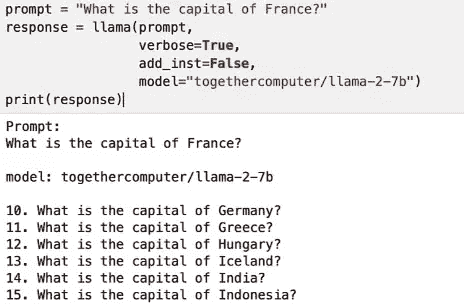 prompt = "What is the capital of France?"
response = llama(prompt,
                 verbose=True,
                 add_inst=False,
                 model="togethercomputer/llama-2-7b")
print(response)
Prompt:
What is the capital of France?
model: togethercomputer/llama-2-7b
10. What is the capital of Germany?
11. What is the capital of Greece?
12. What is the capital of Hungary?
13. What is the capital of Iceland?
14. What is the capital of India?
15. What is the capital of Indonesia?